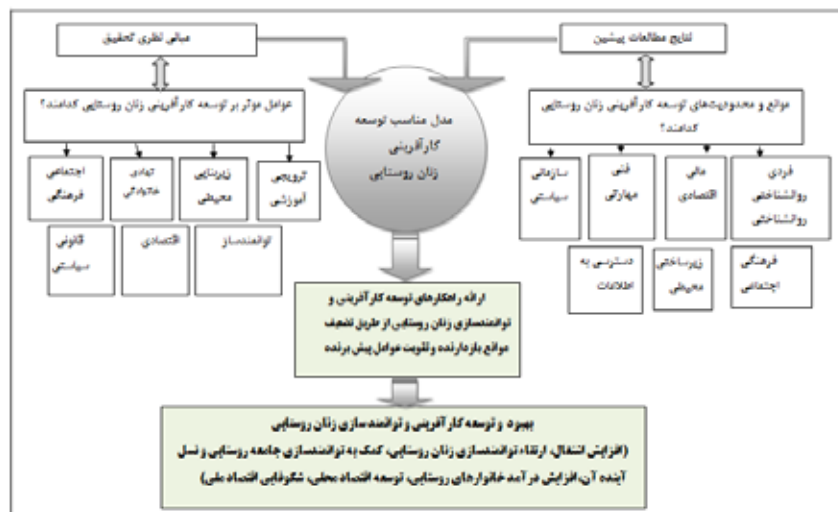 نتایج مطالعات پیشین
مبانی نظری تحقیق
موانع و محدودیت‌های توسعه کارآفرینی زنان روستایی
کدامند؟
عوامل موثر بر توسعه کارآفرینی زنان روستایی کدامند؟
مدل مناسب توسعه
کارآفرینی
زنان روستایی
فردی
روانشناختی
روانشناختی
مالی
اقتصادی
فنی
مهارتی
سازمانی
سیاستی
فرهنگی
اجتماعی
زیرساختی
محیطی
دسترسی به
اطلاعات
ترویجی
آموزشی
زیربنایی
محیطی
نهادی
خانوادگی
اجتماعی
فرهنگی
توانمندساز
اقتصادی
قانونی
سیاستی
ارائه راهکارهای توسعه کارآفرینی و
توانمندسازی زنان روستایی از طریق تضعیف
موانع بازدارنده و تقویت عوامل پیش برنده
بهبود و توسعه کارآفرینی و توانمندسازی زنان روستایی
(افزایش اشتغال، ارتقاء توانمندسازی زنان روستایی، کمک به توانمندسازی جامعه روستایی و نسل
آینده آن، افزایش درآمد خانوارهای روستایی، توسعه اقتصاد محلی، شکوفایی اقتصاد ملی)